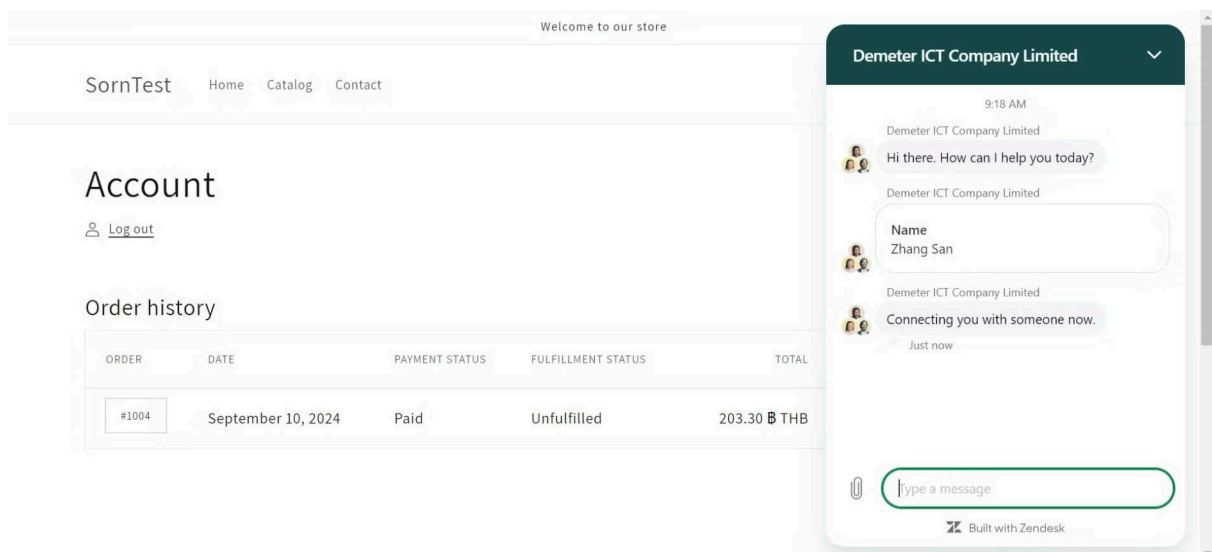 Welcome to our store
SornTest Home Catalog Contact
Account
Log out
Order history
ORDER DATE PAYMENT STATUS FULFILLMENT STATUS TOTAL
#1004 September 10, 2024 Paid Unfulfilled 203.30 ฿ THB
Demeter ICT Company Limited
9:18 AM
Demeter ICT Company Limited
Hi there. How can I help you today?
Demeter ICT Company Limited
Name
Zhang San
Demeter ICT Company Limited
Connecting you with someone now.
Just now
Type a message
Built with Zendesk